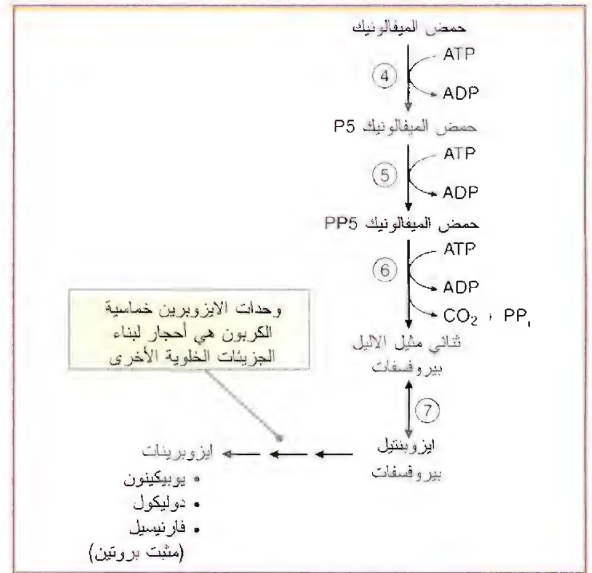 حمض الميفالونيك
ATP
④
ADP
حمض الميفالونيك P5
ATP
⑤
ADP
حمض الميفالونيك PP5
ATP
⑥
ADP
CO₂ + PPᵢ
ثنائي مثيل الاليل
بيروفسفات
⑦
ايزوبنتيل
بيروفسفات
وحدات الايزوبرين خماسية
الكربون هي أحجار لبناء
الجزيئات الخلوية الأخرى
ايزوبرينات
• يوبيكينون
• دوليكول
• فارنيسيل
(مثبت بروتين)